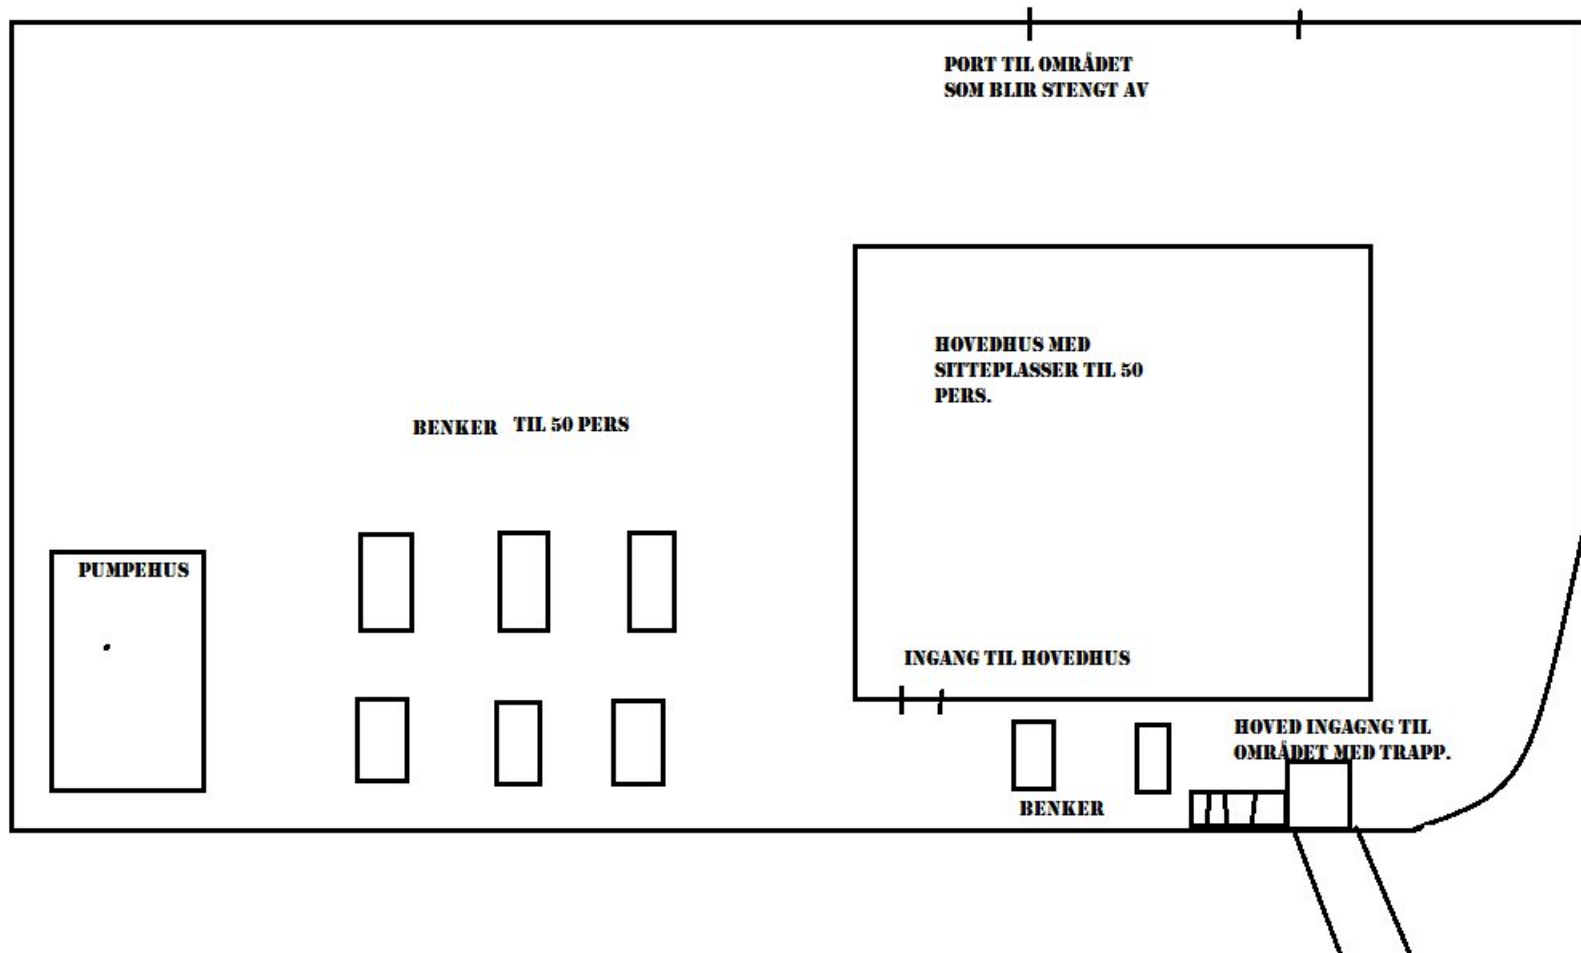 PORT TIL OMRÅDET
SOM BLIR STENGT AV
HOVEDHUS MED
SITTEPLASSER TIL 50
PERS.
BENKER TIL 50 PERS
PUMPEHUS
INGANG TIL HOVEDHUS
HOVED INGAGNG TIL
OMRÅDET MED TRAPP.
BENKER